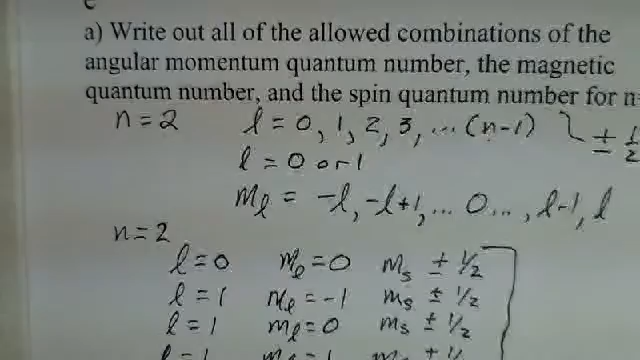 a) Write out all of the allowed combinations of the
angular momentum quantum number, the magnetic
quantum number, and the spin quantum number for n
n=2 l = 0, 1, 2, 3, ... (n-1) ± 1/2
l = 0 or 1
mₗ = -l, -l+1, ... 0 ..., l-1, l
n=2
l=0 mₗ=0 mₛ ± 1/2
l=1 mₗ=-1 mₛ ± 1/2
l=1 mₗ=0 mₛ ± 1/2